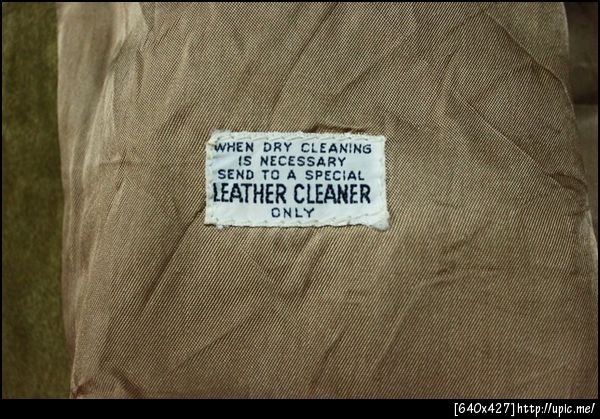 WHEN DRY CLEANING
IS NECESSARY
SEND TO A SPECIAL
LEATHER CLEANER
ONLY
[640x427]http://upic.me/